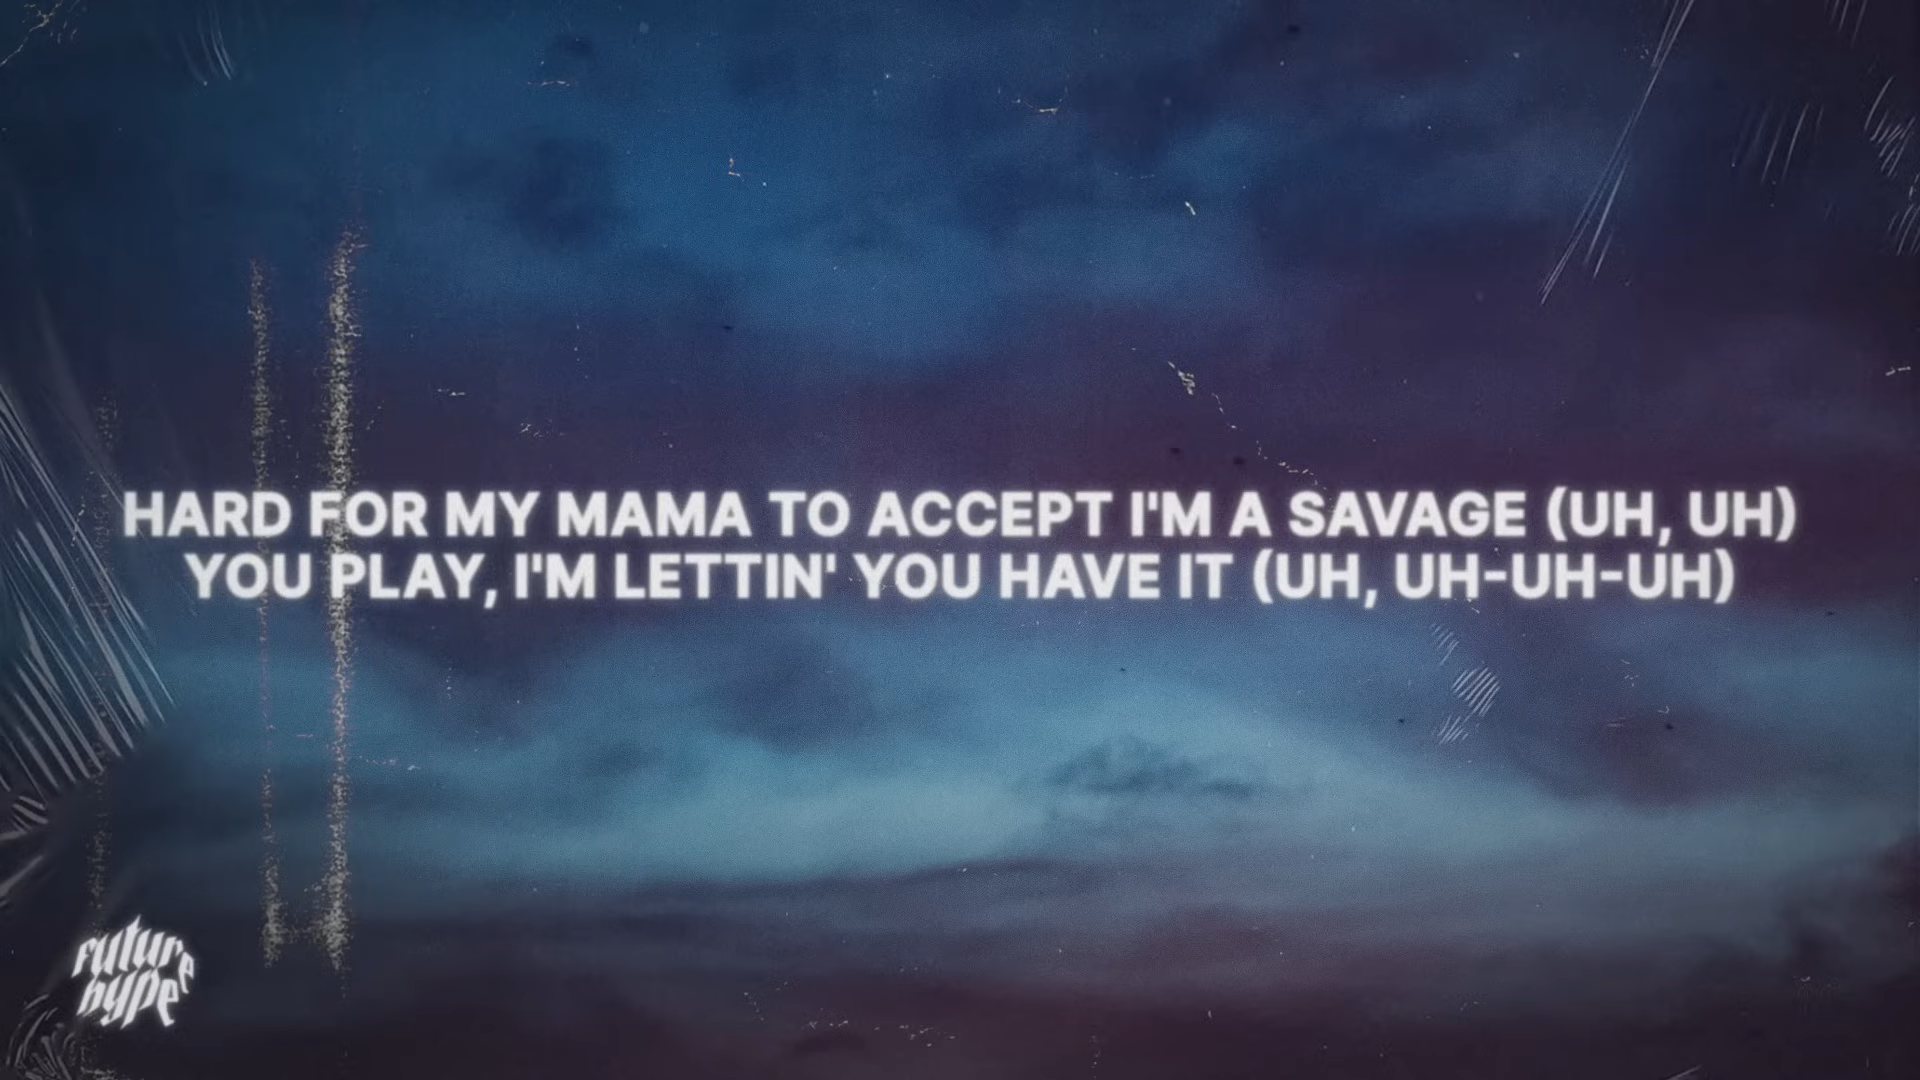 HARD FOR MY MAMA TO ACCEPT I'M A SAVAGE (UH, UH)
YOU PLAY, I'M LETTIN' YOU HAVE IT (UH, UH-UH-UH)
future
hype